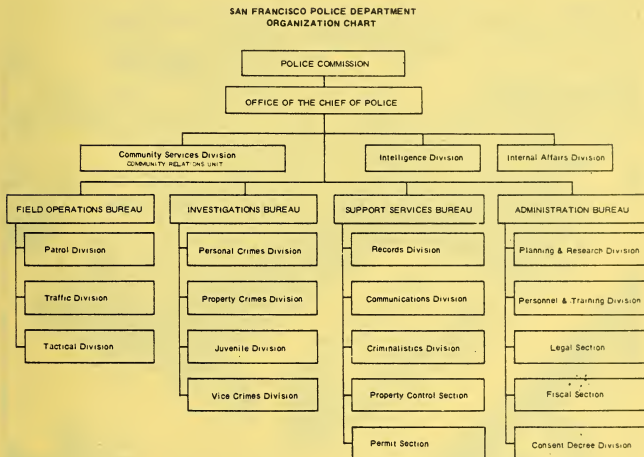 SAN FRANCISCO POLICE DEPARTMENT
ORGANIZATION CHART
POLICE COMMISSION
OFFICE OF THE CHIEF OF POLICE
Community Services Division
COMMUNITY RELATIONS UNIT
Intelligence Division
Internal Affairs Division
FIELD OPERATIONS BUREAU
Patrol Division
Traffic Division
Tactical Division
INVESTIGATIONS BUREAU
Personal Crimes Division
Property Crimes Division
Juvenile Division
Vice Crimes Division
SUPPORT SERVICES BUREAU
Records Division
Communications Division
Criminalistics Division
Property Control Section
Permit Section
ADMINISTRATION BUREAU
Planning & Research Division
Personnel & Training Division
Legal Section
Fiscal Section
Consent Decree Division